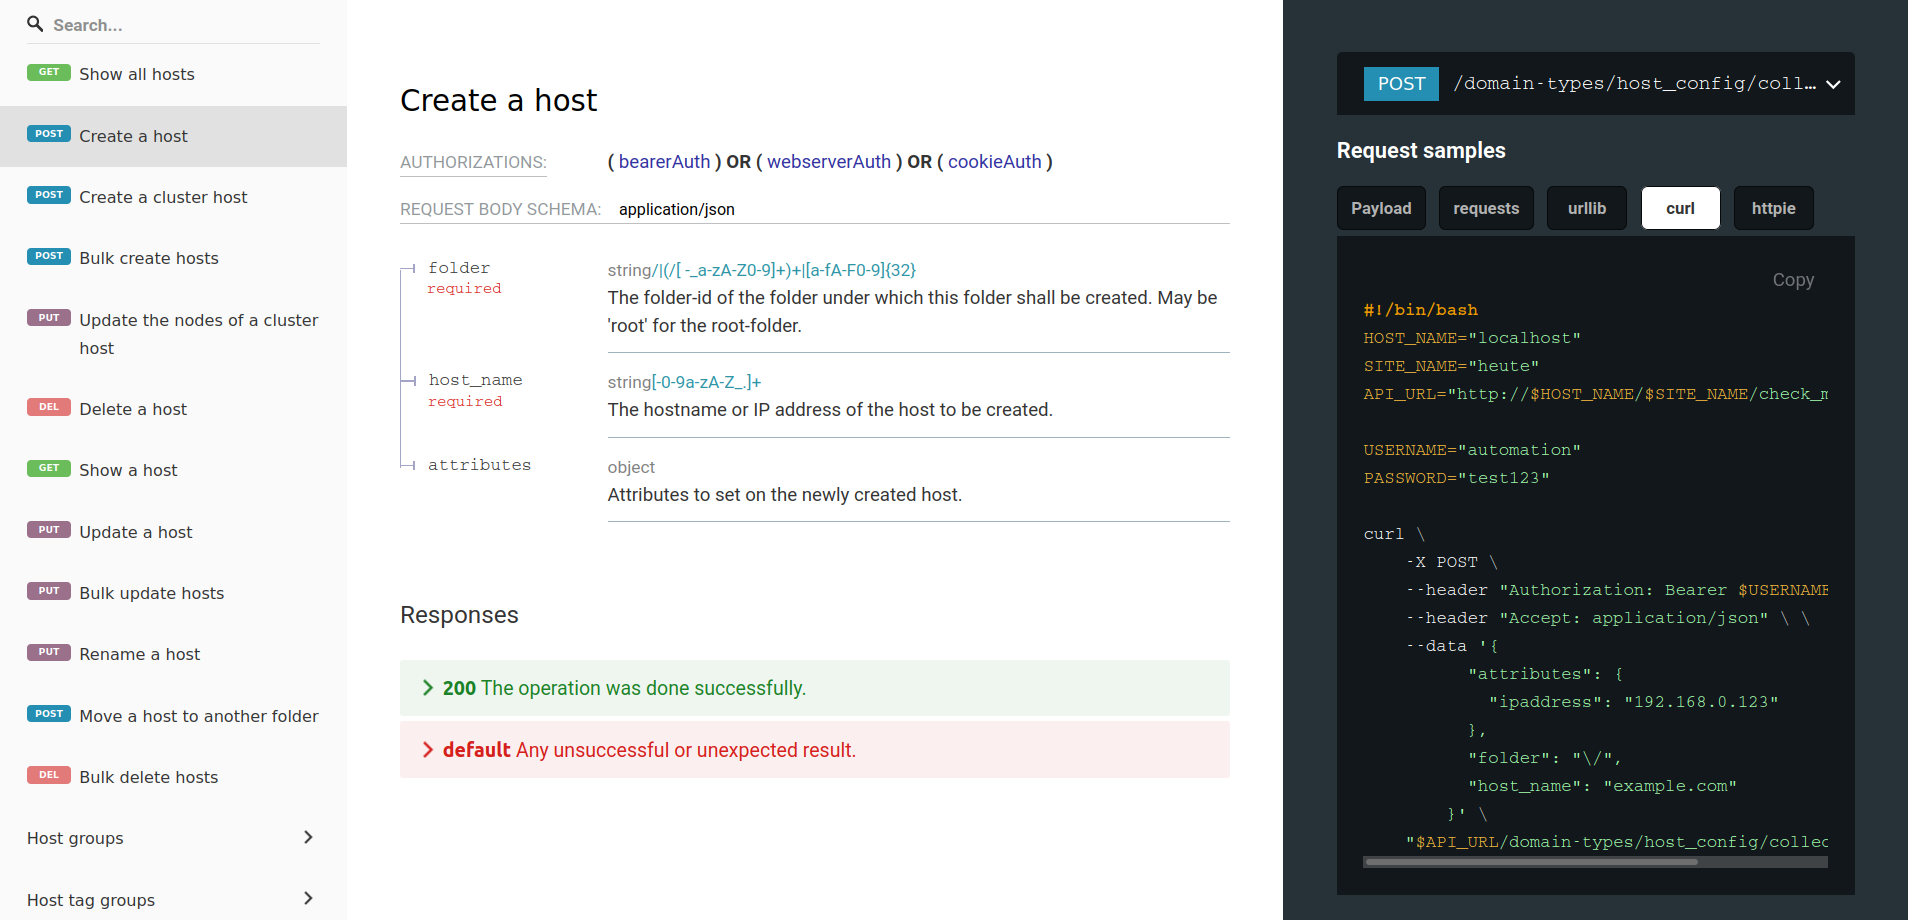 Search...
GET Show all hosts
POST Create a host
POST Create a cluster host
POST Bulk create hosts
PUT Update the nodes of a cluster
host
DEL Delete a host
GET Show a host
PUT Update a host
PUT Bulk update hosts
PUT Rename a host
POST Move a host to another folder
DEL Bulk delete hosts
Host groups
Host tag groups
Create a host
AUTHORIZATIONS: ( bearerAuth ) OR ( webserverAuth ) OR ( cookieAuth )
REQUEST BODY SCHEMA: application/json
folder
required
string/|(/[ -_a-zA-Z0-9]+)+|[a-fA-F0-9]{32}
The folder-id of the folder under which this folder shall be created. May be
'root' for the root-folder.
host_name
required
string[-0-9a-zA-Z_.]+
The hostname or IP address of the host to be created.
attributes
object
Attributes to set on the newly created host.
Responses
200 The operation was done successfully.
default Any unsuccessful or unexpected result.
POST /domain-types/host_config/coll…
Request samples
Payload requests urllib curl httpie
Copy
#!/bin/bash
HOST_NAME="localhost"
SITE_NAME="heute"
API_URL="http://$HOST_NAME/$SITE_NAME/check_m
USERNAME="automation"
PASSWORD="test123"
curl \
-X POST \
--header "Authorization: Bearer $USERNAME
--header "Accept: application/json" \ \
--data '{
"attributes": {
"ipaddress": "192.168.0.123"
},
"folder": "\/",
"host_name": "example.com"
}' \
"$API_URL/domain-types/host_config/collec